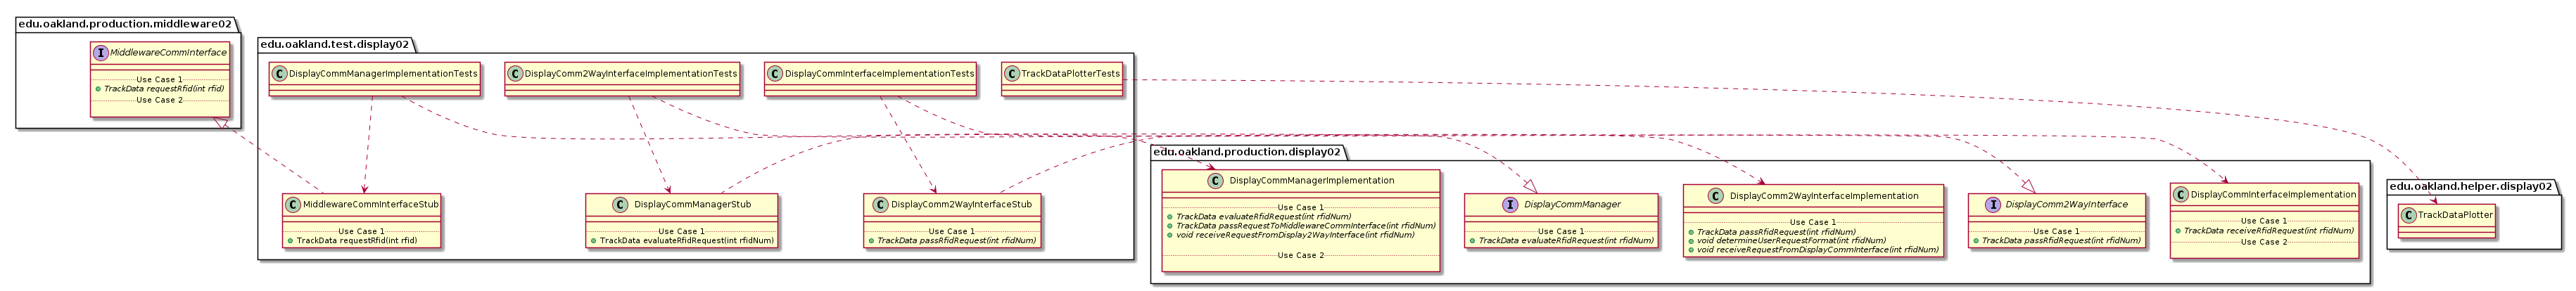 edu.oakland.production.middleware02
I MiddlewareCommInterface
Use Case 1
TrackData requestRfid(int rfid)
Use Case 2
edu.oakland.test.display02
C DisplayCommManagerImplementationTests
C DisplayComm2WayInterfaceImplementationTests
C DisplayCommInterfaceImplementationTests
C TrackDataPlotterTests
C MiddlewareCommInterfaceStub
Use Case 1
TrackData requestRfid(int rfid)
C DisplayCommManagerStub
Use Case 1
TrackData evaluateRfidRequest(int rfidNum)
C DisplayComm2WayInterfaceStub
Use Case 1
TrackData passRfidRequest(int rfidNum)
edu.oakland.production.display02
C DisplayCommManagerImplementation
Use Case 1
TrackData evaluateRfidRequest(int rfidNum)
TrackData passRequestToMiddlewareCommInterface(int rfidNum)
void receiveRequestFromDisplay2WayInterface(int rfidNum)
Use Case 2
I DisplayCommManager
Use Case 1
TrackData evaluateRfidRequest(int rfidNum)
C DisplayComm2WayInterfaceImplementation
Use Case 1
TrackData passRfidRequest(int rfidNum)
void determineUserRequestFormat(int rfidNum)
void receiveRequestFromDisplayCommInterface(int rfidNum)
I DisplayComm2WayInterface
Use Case 1
TrackData passRfidRequest(int rfidNum)
C DisplayCommInterfaceImplementation
Use Case 1
TrackData receiveRfidRequest(int rfidNum)
Use Case 2
edu.oakland.helper.display02
C TrackDataPlotter